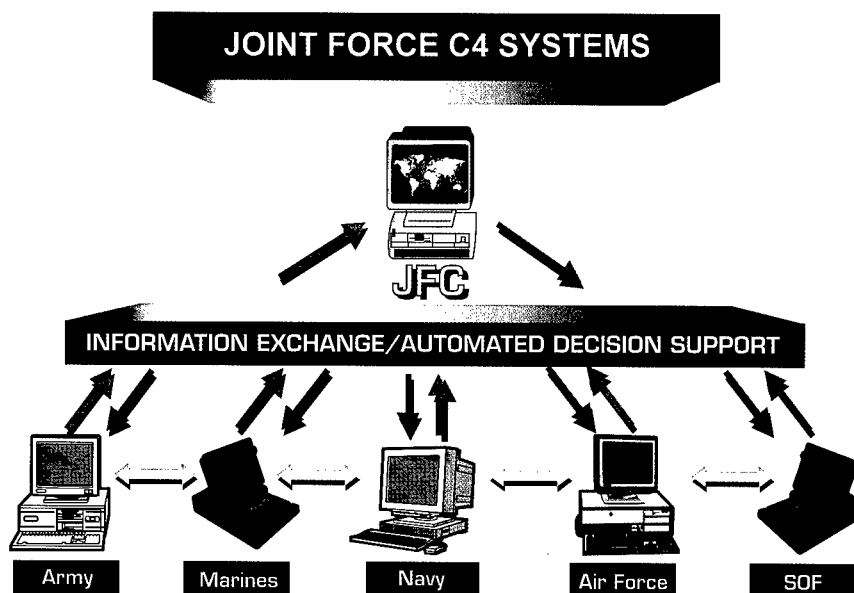 JOINT FORCE C4 SYSTEMS
JFC
INFORMATION EXCHANGE/AUTOMATED DECISION SUPPORT
Army
Marines
Navy
Air Force
SOF